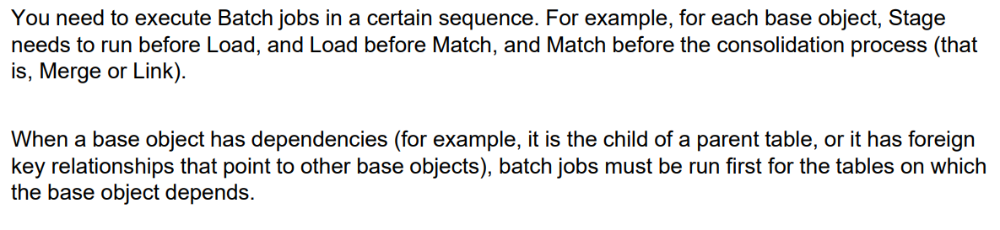 You need to execute Batch jobs in a certain sequence. For example, for each base object, Stage
needs to run before Load, and Load before Match, and Match before the consolidation process (that
is, Merge or Link).
When a base object has dependencies (for example, it is the child of a parent table, or it has foreign
key relationships that point to other base objects), batch jobs must be run first for the tables on which
the base object depends.